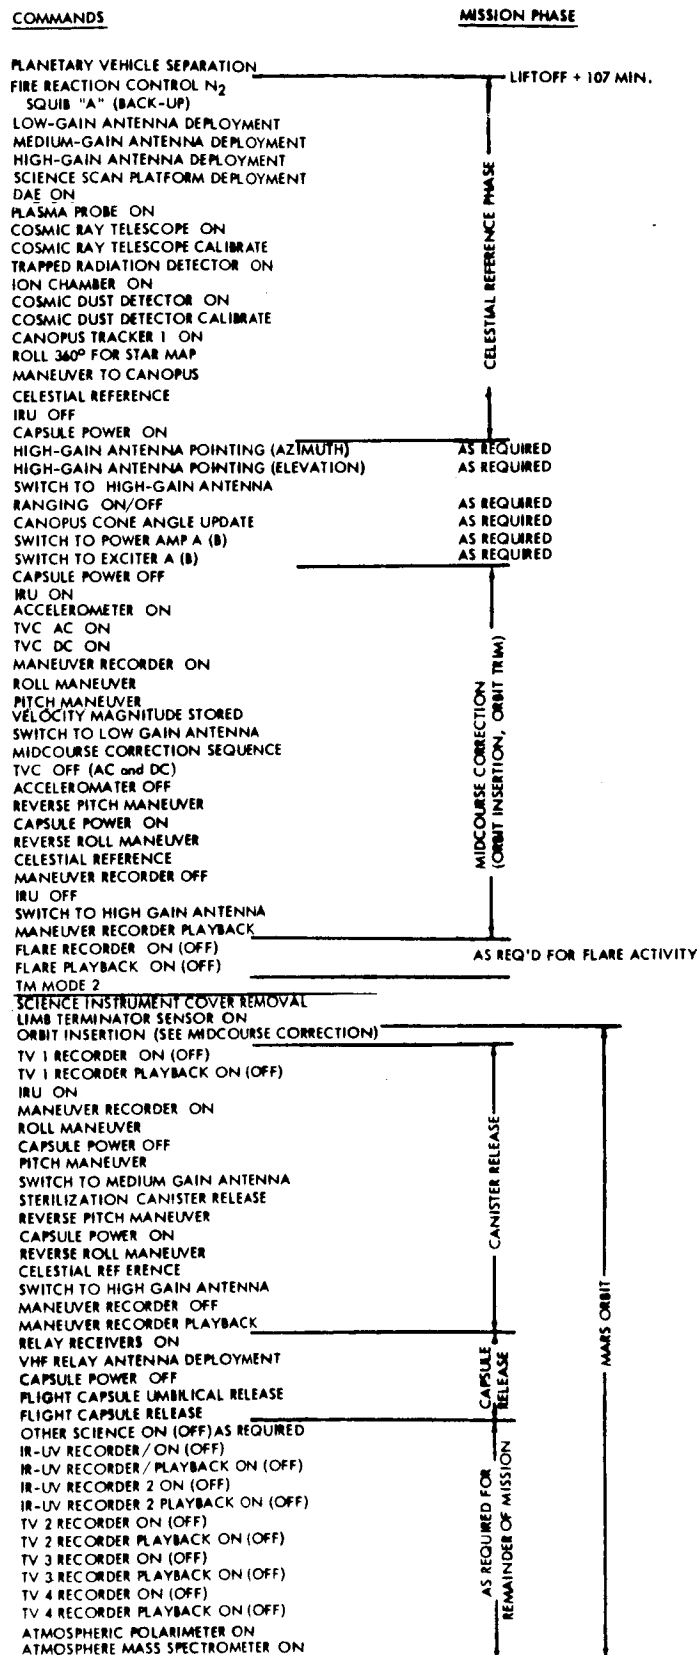 COMMANDS MISSION PHASE
PLANETARY VEHICLE SEPARATION
LIFTOFF + 107 MIN.
FIRE REACTION CONTROL N2
SQUIB "A" (BACK-UP)
LOW-GAIN ANTENNA DEPLOYMENT
MEDIUM-GAIN ANTENNA DEPLOYMENT
HIGH-GAIN ANTENNA DEPLOYMENT
SCIENCE SCAN PLATFORM DEPLOYMENT
DAE ON
PLASMA PROBE ON
COSMIC RAY TELESCOPE ON
COSMIC RAY TELESCOPE CALIBRATE
TRAPPED RADIATION DETECTOR ON
ION CHAMBER ON
COSMIC DUST DETECTOR ON
COSMIC DUST DETECTOR CALIBRATE
CANOPUS TRACKER 1 ON
ROLL 360° FOR STAR MAP
MANEUVER TO CANOPUS
CELESTIAL REFERENCE
IRU OFF
CAPSULE POWER ON
CELESTIAL REFERENCE PHASE
HIGH-GAIN ANTENNA POINTING (AZIMUTH) AS REQUIRED
HIGH-GAIN ANTENNA POINTING (ELEVATION) AS REQUIRED
SWITCH TO HIGH-GAIN ANTENNA
RANGING ON/OFF AS REQUIRED
CANOPUS CONE ANGLE UPDATE AS REQUIRED
SWITCH TO POWER AMP A (B) AS REQUIRED
SWITCH TO EXCITER A (B) AS REQUIRED
CAPSULE POWER OFF
IRU ON
ACCELEROMETER ON
TVC AC ON
TVC DC ON
MANEUVER RECORDER ON
ROLL MANEUVER
PITCH MANEUVER
VELOCITY MAGNITUDE STORED
SWITCH TO LOW GAIN ANTENNA
MIDCOURSE CORRECTION SEQUENCE
TVC OFF (AC and DC)
ACCELEROMATER OFF
REVERSE PITCH MANEUVER
CAPSULE POWER ON
REVERSE ROLL MANEUVER
CELESTIAL REFERENCE
MANEUVER RECORDER OFF
IRU OFF
SWITCH TO HIGH GAIN ANTENNA
MANEUVER RECORDER PLAYBACK
MIDCOURSE CORRECTION
(ORBIT INSERTION, ORBIT TRIM)
FLARE RECORDER ON (OFF) AS REQ'D FOR FLARE ACTIVITY
FLARE PLAYBACK ON (OFF)
TM MODE 2
SCIENCE INSTRUMENT COVER REMOVAL
LIMB TERMINATOR SENSOR ON
ORBIT INSERTION (SEE MIDCOURSE CORRECTION)
TV 1 RECORDER ON (OFF)
TV 1 RECORDER PLAYBACK ON (OFF)
IRU ON
MANEUVER RECORDER ON
ROLL MANEUVER
CAPSULE POWER OFF
PITCH MANEUVER
SWITCH TO MEDIUM GAIN ANTENNA
STERILIZATION CANISTER RELEASE
REVERSE PITCH MANEUVER
CAPSULE POWER ON
REVERSE ROLL MANEUVER
CELESTIAL REF ERENCE
SWITCH TO HIGH GAIN ANTENNA
MANEUVER RECORDER OFF
MANEUVER RECORDER PLAYBACK
CANISTER RELEASE
RELAY RECEIVERS ON
VHF RELAY ANTENNA DEPLOYMENT
CAPSULE POWER OFF
FLIGHT CAPSULE UMBILICAL RELEASE
FLIGHT CAPSULE RELEASE
CAPSULE
RELEASE
MARS ORBIT
OTHER SCIENCE ON (OFF) AS REQUIRED
IR-UV RECORDER/ON (OFF)
IR-UV RECORDER/PLAYBACK ON (OFF)
IR-UV RECORDER 2 ON (OFF)
IR-UV RECORDER 2 PLAYBACK ON (OFF)
TV 2 RECORDER ON (OFF)
TV 2 RECORDER PLAYBACK ON (OFF)
TV 3 RECORDER ON (OFF)
TV 3 RECORDER PLAYBACK ON (OFF)
TV 4 RECORDER ON (OFF)
TV 4 RECORDER PLAYBACK ON (OFF)
ATMOSPHERIC POLARIMETER ON
ATMOSPHERE MASS SPECTROMETER ON
AS REQUIRED FOR
REMAINDER OF MISSION